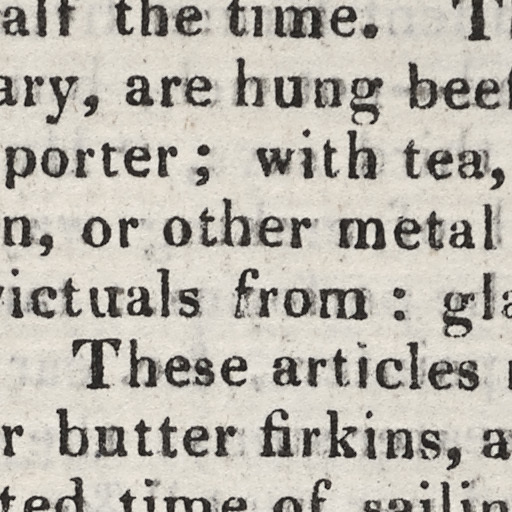 alf the time. T
ary, are hung beef
porter; with tea,
n, or other metal
victuals from: gla
These articles
r butter firkins, a
ted time of sailin